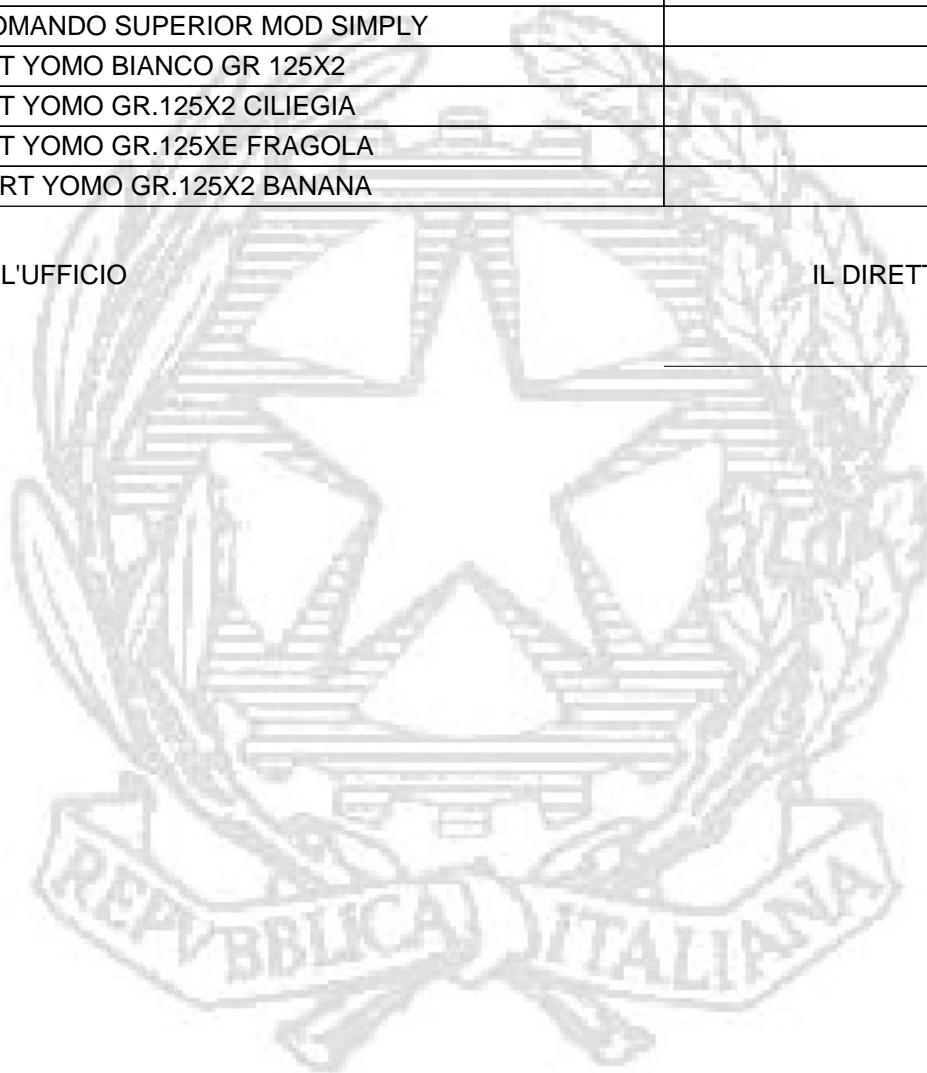 OMANDO SUPERIOR MOD SIMPLY
T YOMO BIANCO GR 125X2
T YOMO GR.125X2 CILIEGIA
T YOMO GR.125XE FRAGOLA
RT YOMO GR.125X2 BANANA
L'UFFICIO IL DIRETT
REPVBBLICA ITALIANA